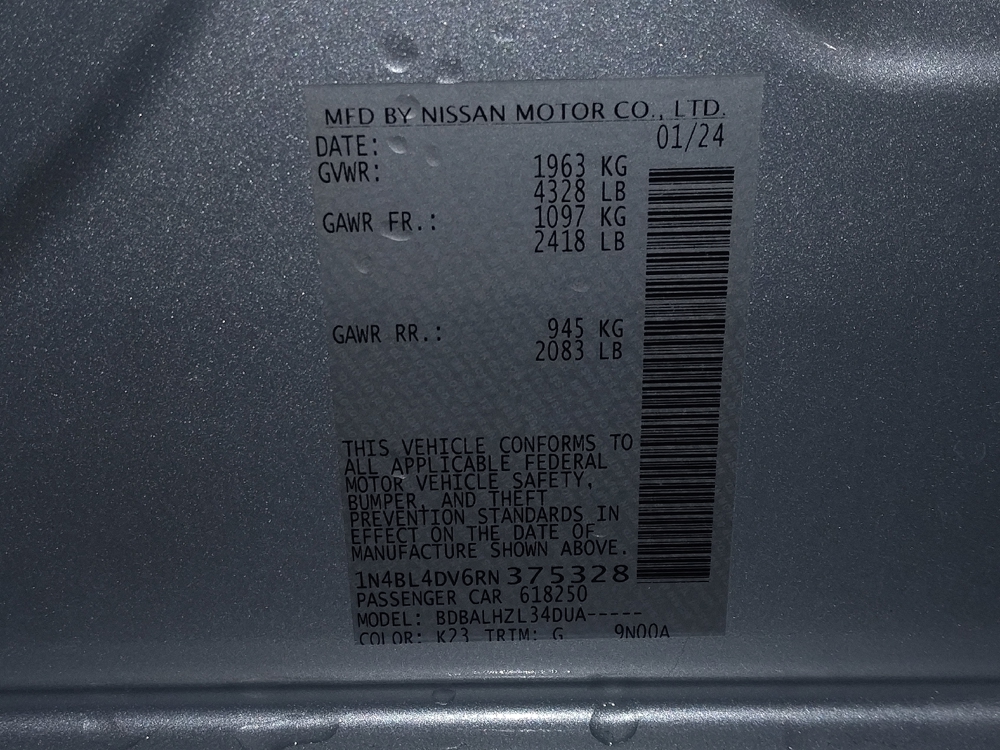 MFD BY NISSAN MOTOR CO., LTD.
DATE: 01/24
GVWR: 1963 KG
4328 LB
GAWR FR.: 1097 KG
2418 LB
GAWR RR.: 945 KG
2083 LB
THIS VEHICLE CONFORMS TO
ALL APPLICABLE FEDERAL
MOTOR VEHICLE SAFETY,
BUMPER, AND THEFT
PREVENTION STANDARDS IN
EFFECT ON THE DATE OF
MANUFACTURE SHOWN ABOVE.
1N4BL4DV6RN375328
PASSENGER CAR 618250
MODEL: BDBALHZL34DUA-----
COLOR: K23 TRIM: G 9N00A